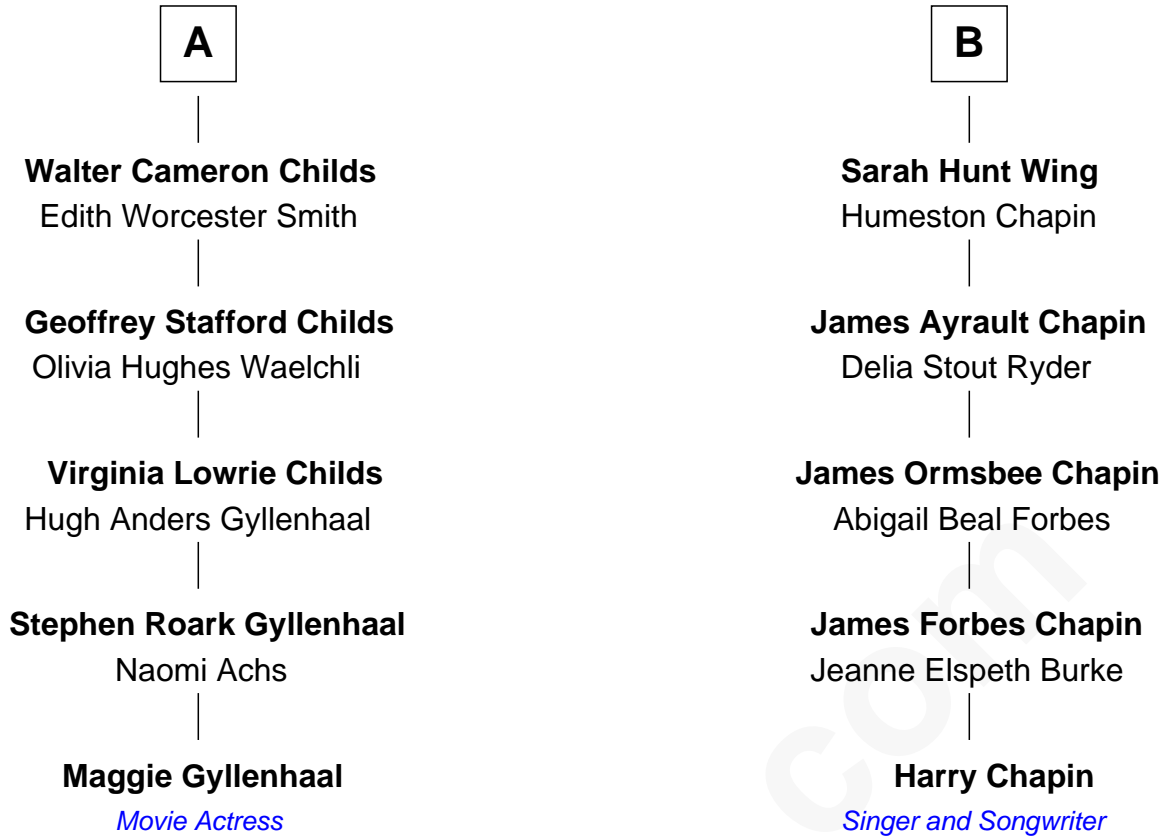 A
Walter Cameron Childs
Edith Worcester Smith
Geoffrey Stafford Childs
Olivia Hughes Waelchli
Virginia Lowrie Childs
Hugh Anders Gyllenhaal
Stephen Roark Gyllenhaal
Naomi Achs
Maggie Gyllenhaal
Movie Actress
B
Sarah Hunt Wing
Humeston Chapin
James Ayrault Chapin
Delia Stout Ryder
James Ormsbee Chapin
Abigail Beal Forbes
James Forbes Chapin
Jeanne Elspeth Burke
Harry Chapin
Singer and Songwriter
com